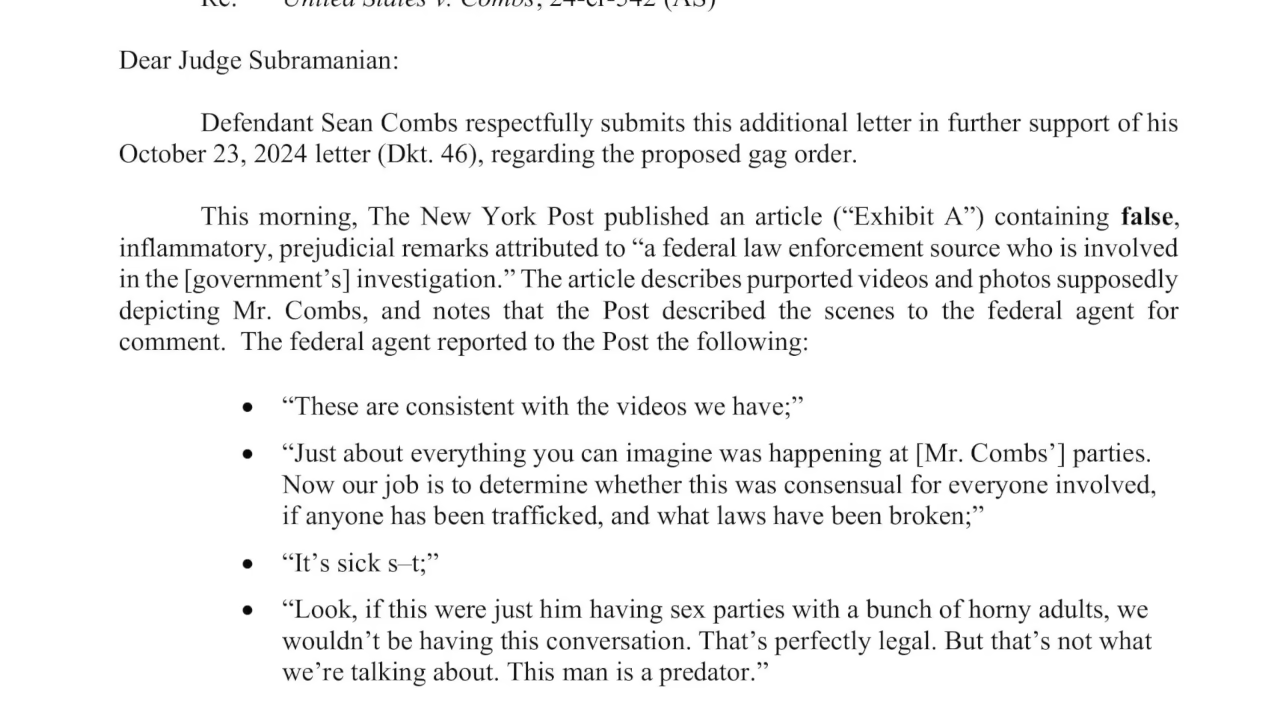 Re: United States v. Combs, 24-cr-542 (AS)
Dear Judge Subramanian:
Defendant Sean Combs respectfully submits this additional letter in further support of his
October 23, 2024 letter (Dkt. 46), regarding the proposed gag order.
This morning, The New York Post published an article (“Exhibit A”) containing false,
inflammatory, prejudicial remarks attributed to “a federal law enforcement source who is involved
in the [government’s] investigation.” The article describes purported videos and photos supposedly
depicting Mr. Combs, and notes that the Post described the scenes to the federal agent for
comment. The federal agent reported to the Post the following:
• “These are consistent with the videos we have;”
• “Just about everything you can imagine was happening at [Mr. Combs’] parties.
Now our job is to determine whether this was consensual for everyone involved,
if anyone has been trafficked, and what laws have been broken;”
• “It’s sick s–t;”
• “Look, if this were just him having sex parties with a bunch of horny adults, we
wouldn’t be having this conversation. That’s perfectly legal. But that’s not what
we’re talking about. This man is a predator.”